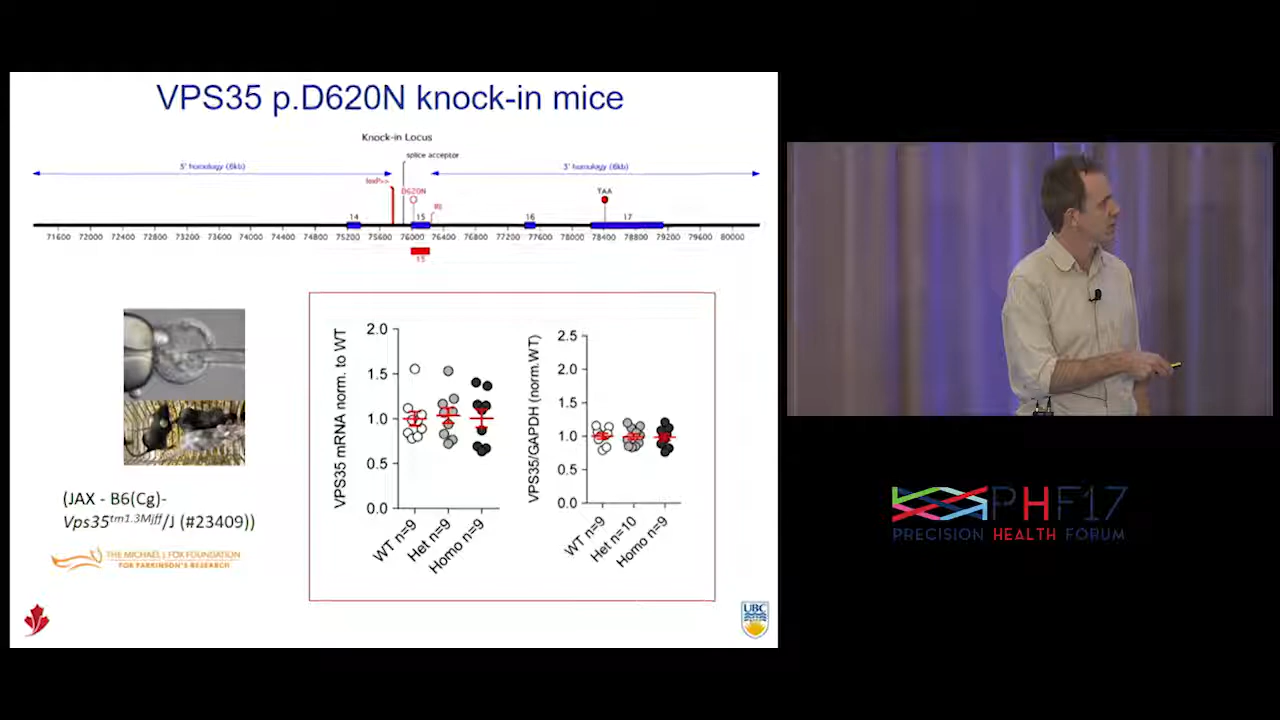 VPS35 p.D620N knock-in mice
Knock-in Locus
splice acceptor
5' homology (6kb)
3' homology (6kb)
loxP>>
D620N
TAA
14
15
16
17
71600 72000 72400 72800 73200 73600 74000 74400 74800 75200 75600 76000 76400 76800 77200 77600 78000 78400 78800 79200 79600 80000
15
VPS35 mRNA norm. to WT
2.0
1.5
1.0
0.5
0.0
WT n=9
Het n=9
Homo n=9
VPS35/GAPDH (norm.WT)
2.5
2.0
1.5
1.0
0.5
0.0
WT n=9
Het n=10
Homo n=9
(JAX - B6(Cg)-
Vps35tm1.3Mjff/J (#23409))
THE MICHAEL J. FOX FOUNDATION
FOR PARKINSON'S RESEARCH
UBC
PHF17
PRECISION HEALTH FORUM